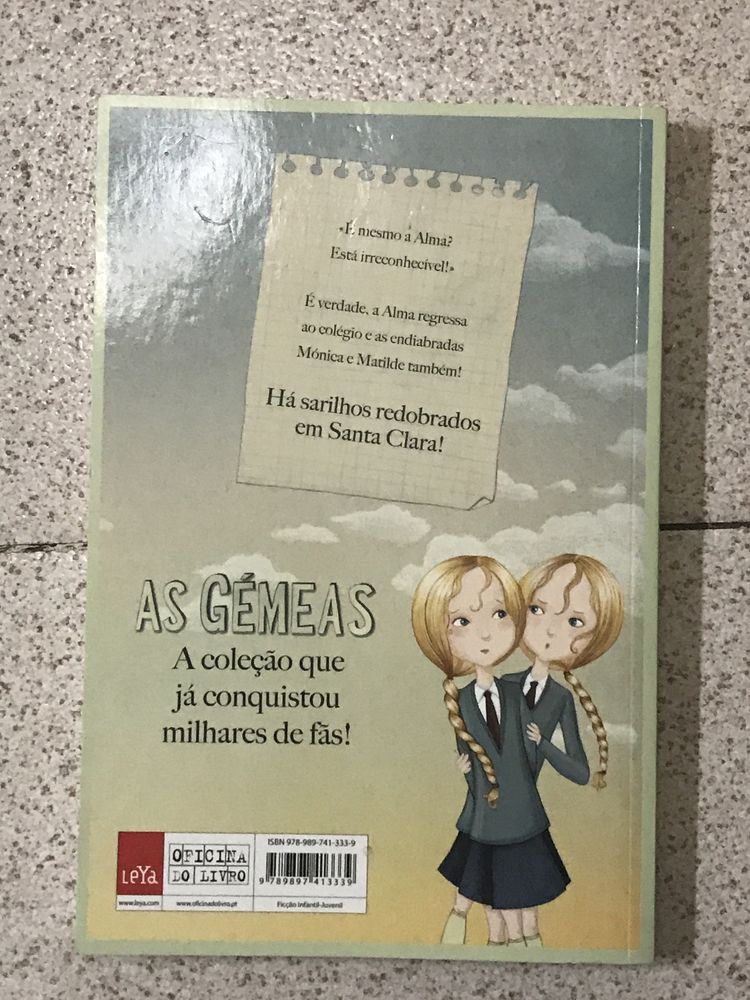 «É mesmo a Alma?
Está irreconhecível!»
É verdade, a Alma regressa
ao colégio e as endiabradas
Mónica e Matilde também!
Há sarilhos redobrados
em Santa Clara!
AS GÉMEAS
A coleção que
já conquistou
milhares de fãs!
LEYA
www.leya.com
OFICINA
DO LIVRO
www.oficinadolivro.pt
ISBN 978-989-741-333-9
9 789897 413339
Ficção Infantil-Juvenil